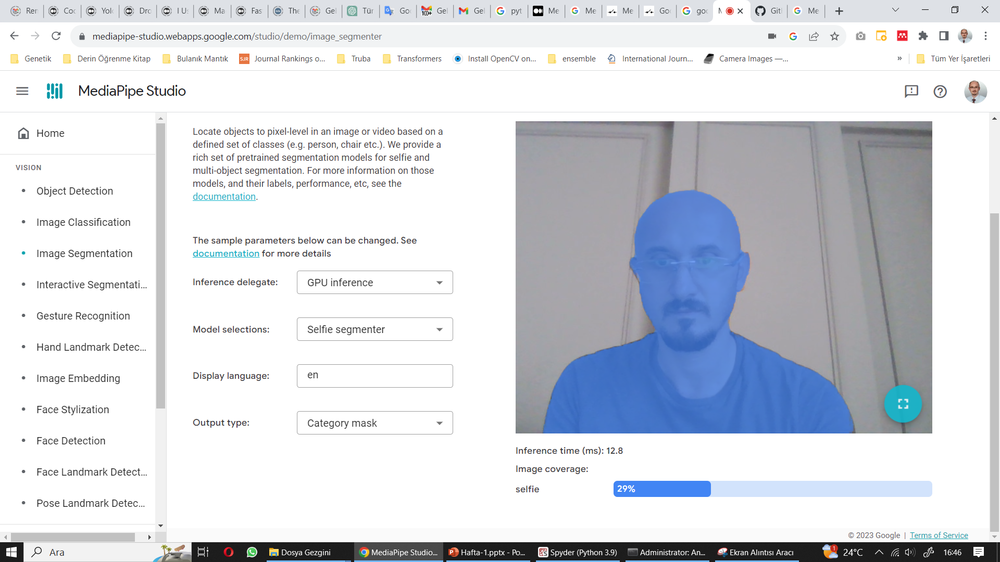 Rer
Coc
Yolo
Dro
I Us
Ma
Fas
The
Gel
Tür
Goo
Gel
Gel
pyt
Me
Me
Me
Goo
goo
M
Git
Me
mediapipe-studio.webapps.google.com/studio/demo/image_segmenter
Genetik
Derin Öğrenme Kitap
Bulanık Mantık
SJR Journal Rankings o...
Truba
Transformers
Install OpenCV on...
ensemble
International Journ...
Camera Images —...
»
Tüm Yer İşaretleri
MediaPipe Studio
Home
VISION
Object Detection
Image Classification
Image Segmentation
Interactive Segmentati...
Gesture Recognition
Hand Landmark Detec...
Image Embedding
Face Stylization
Face Detection
Face Landmark Detect...
Pose Landmark Detec...
Locate objects to pixel-level in an image or video based on a
defined set of classes (e.g. person, chair etc.). We provide a
rich set of pretrained segmentation models for selfie and
multi-object segmentation. For more information on those
models, and their labels, performance, etc, see the
documentation.
The sample parameters below can be changed. See
documentation for more details
Inference delegate: GPU inference
Model selections: Selfie segmenter
Display language: en
Output type: Category mask
Inference time (ms): 12.8
Image coverage:
selfie 29%
© 2023 Google | Terms of Service
Ara
Dosya Gezgini
MediaPipe Studio...
Hafta-1.pptx - Po...
Spyder (Python 3.9)
Administrator: An...
Ekran Alıntısı Aracı
1
24°C
16:46